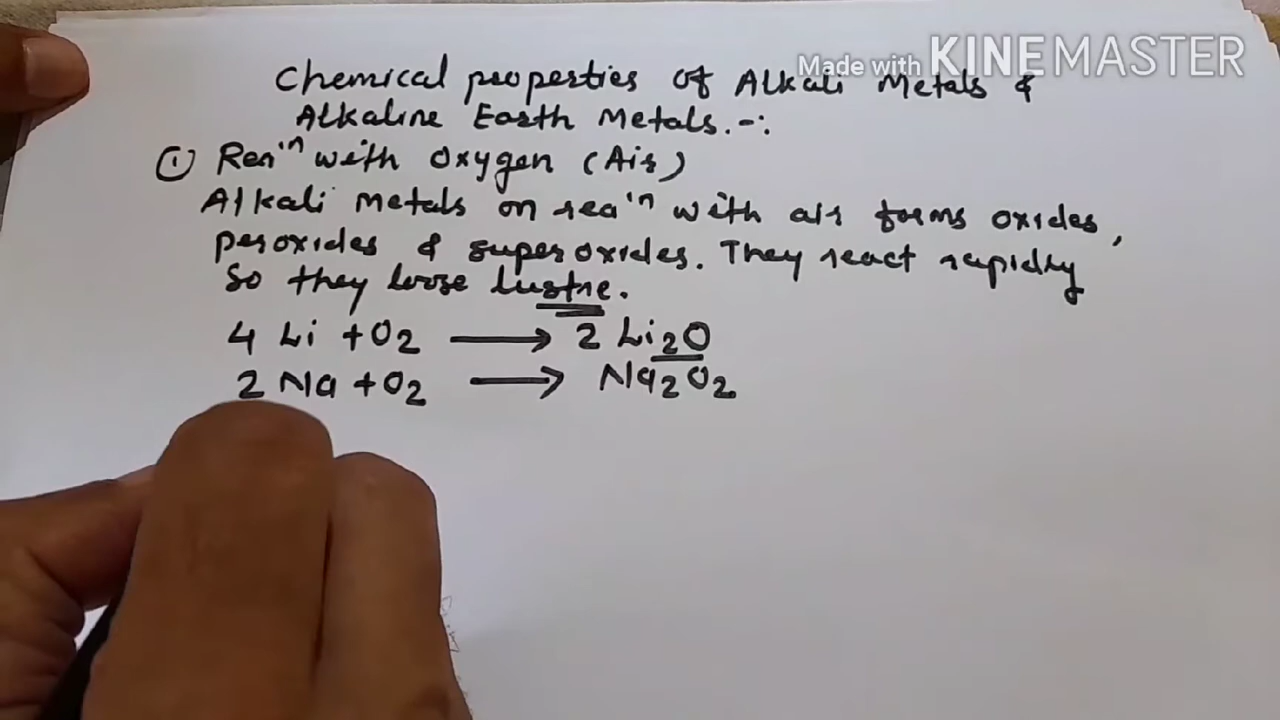 Made with KINEMASTER
Chemical properties of Alkali Metals &
Alkaline Earth Metals.-:
① Rea'n with Oxygen (Air)
Alkali Metals on rea'n with air forms oxides,
peroxides & superoxides. They react rapidly
So they loose lustre.
4 Li + O₂ ⟶ 2 Li₂O
2 Na + O₂ ⟶ Na₂O₂